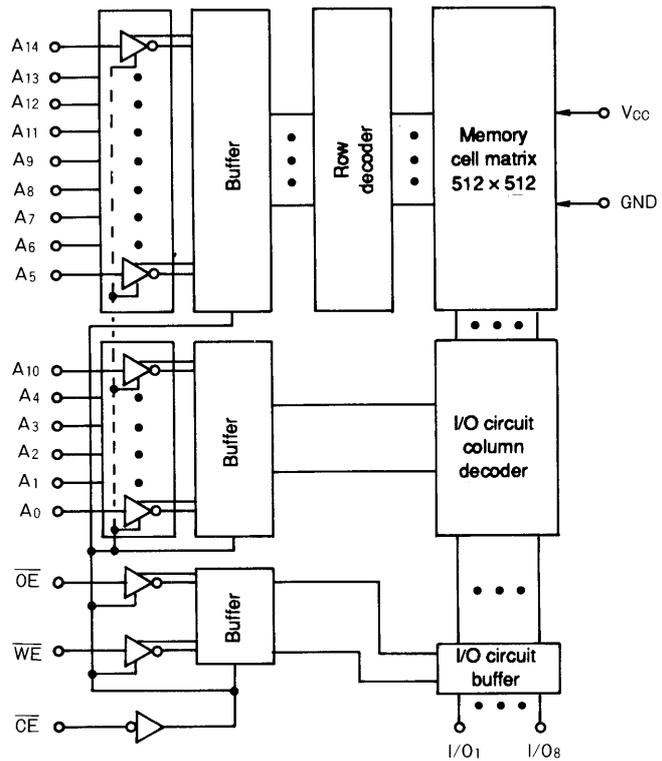 A14
A13
A12
A11
A9
A8
A7
A6
A5
Buffer
Row
decoder
Memory
cell matrix
512 × 512
VCC
GND
A10
A4
A3
A2
A1
A0
Buffer
I/O circuit
column
decoder
OE
WE
CE
Buffer
I/O circuit
buffer
I/O1
I/O8